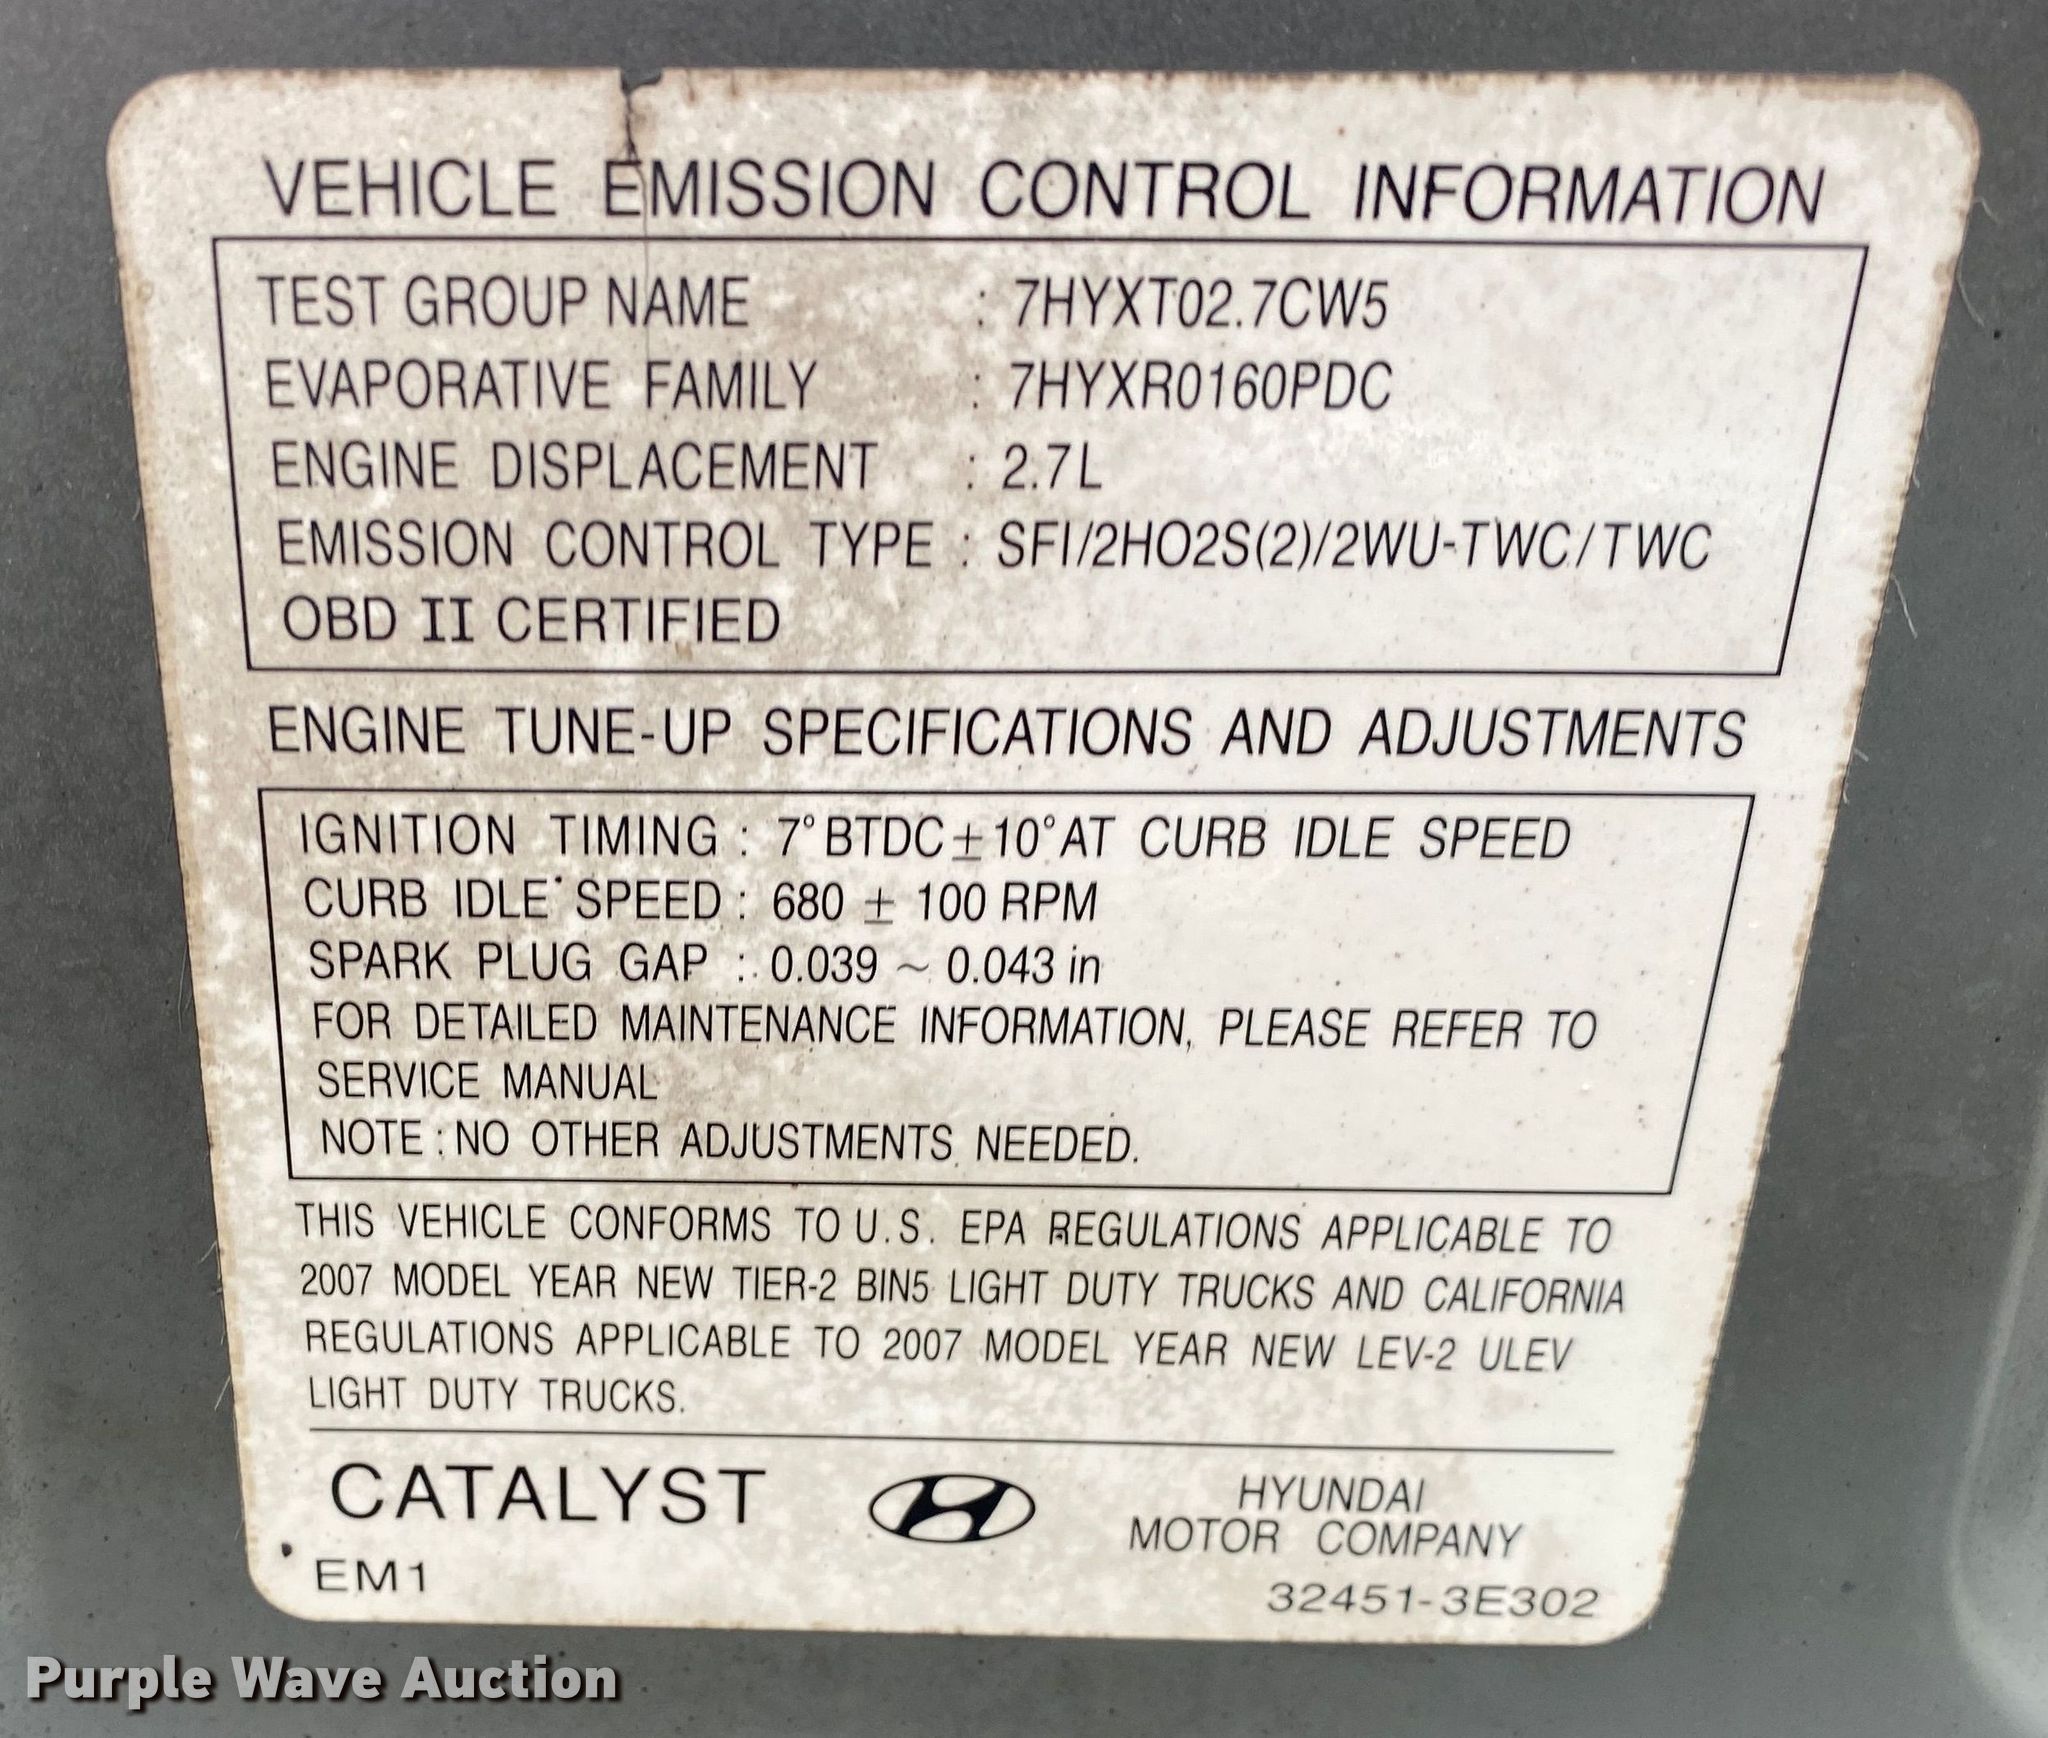 VEHICLE EMISSION CONTROL INFORMATION
TEST GROUP NAME : 7HYXT02.7CW5
EVAPORATIVE FAMILY : 7HYXR0160PDC
ENGINE DISPLACEMENT : 2.7L
EMISSION CONTROL TYPE : SFI/2HO2S(2)/2WU-TWC/TWC
OBD II CERTIFIED
ENGINE TUNE-UP SPECIFICATIONS AND ADJUSTMENTS
IGNITION TIMING : 7° BTDC ± 10° AT CURB IDLE SPEED
CURB IDLE SPEED : 680 ± 100 RPM
SPARK PLUG GAP : 0.039 ~ 0.043 in
FOR DETAILED MAINTENANCE INFORMATION, PLEASE REFER TO
SERVICE MANUAL
NOTE : NO OTHER ADJUSTMENTS NEEDED.
THIS VEHICLE CONFORMS TO U.S. EPA REGULATIONS APPLICABLE TO
2007 MODEL YEAR NEW TIER-2 BIN5 LIGHT DUTY TRUCKS AND CALIFORNIA
REGULATIONS APPLICABLE TO 2007 MODEL YEAR NEW LEV-2 ULEV
LIGHT DUTY TRUCKS.
CATALYST
HYUNDAI
MOTOR COMPANY
EM1
32451-3E302
Purple Wave Auction